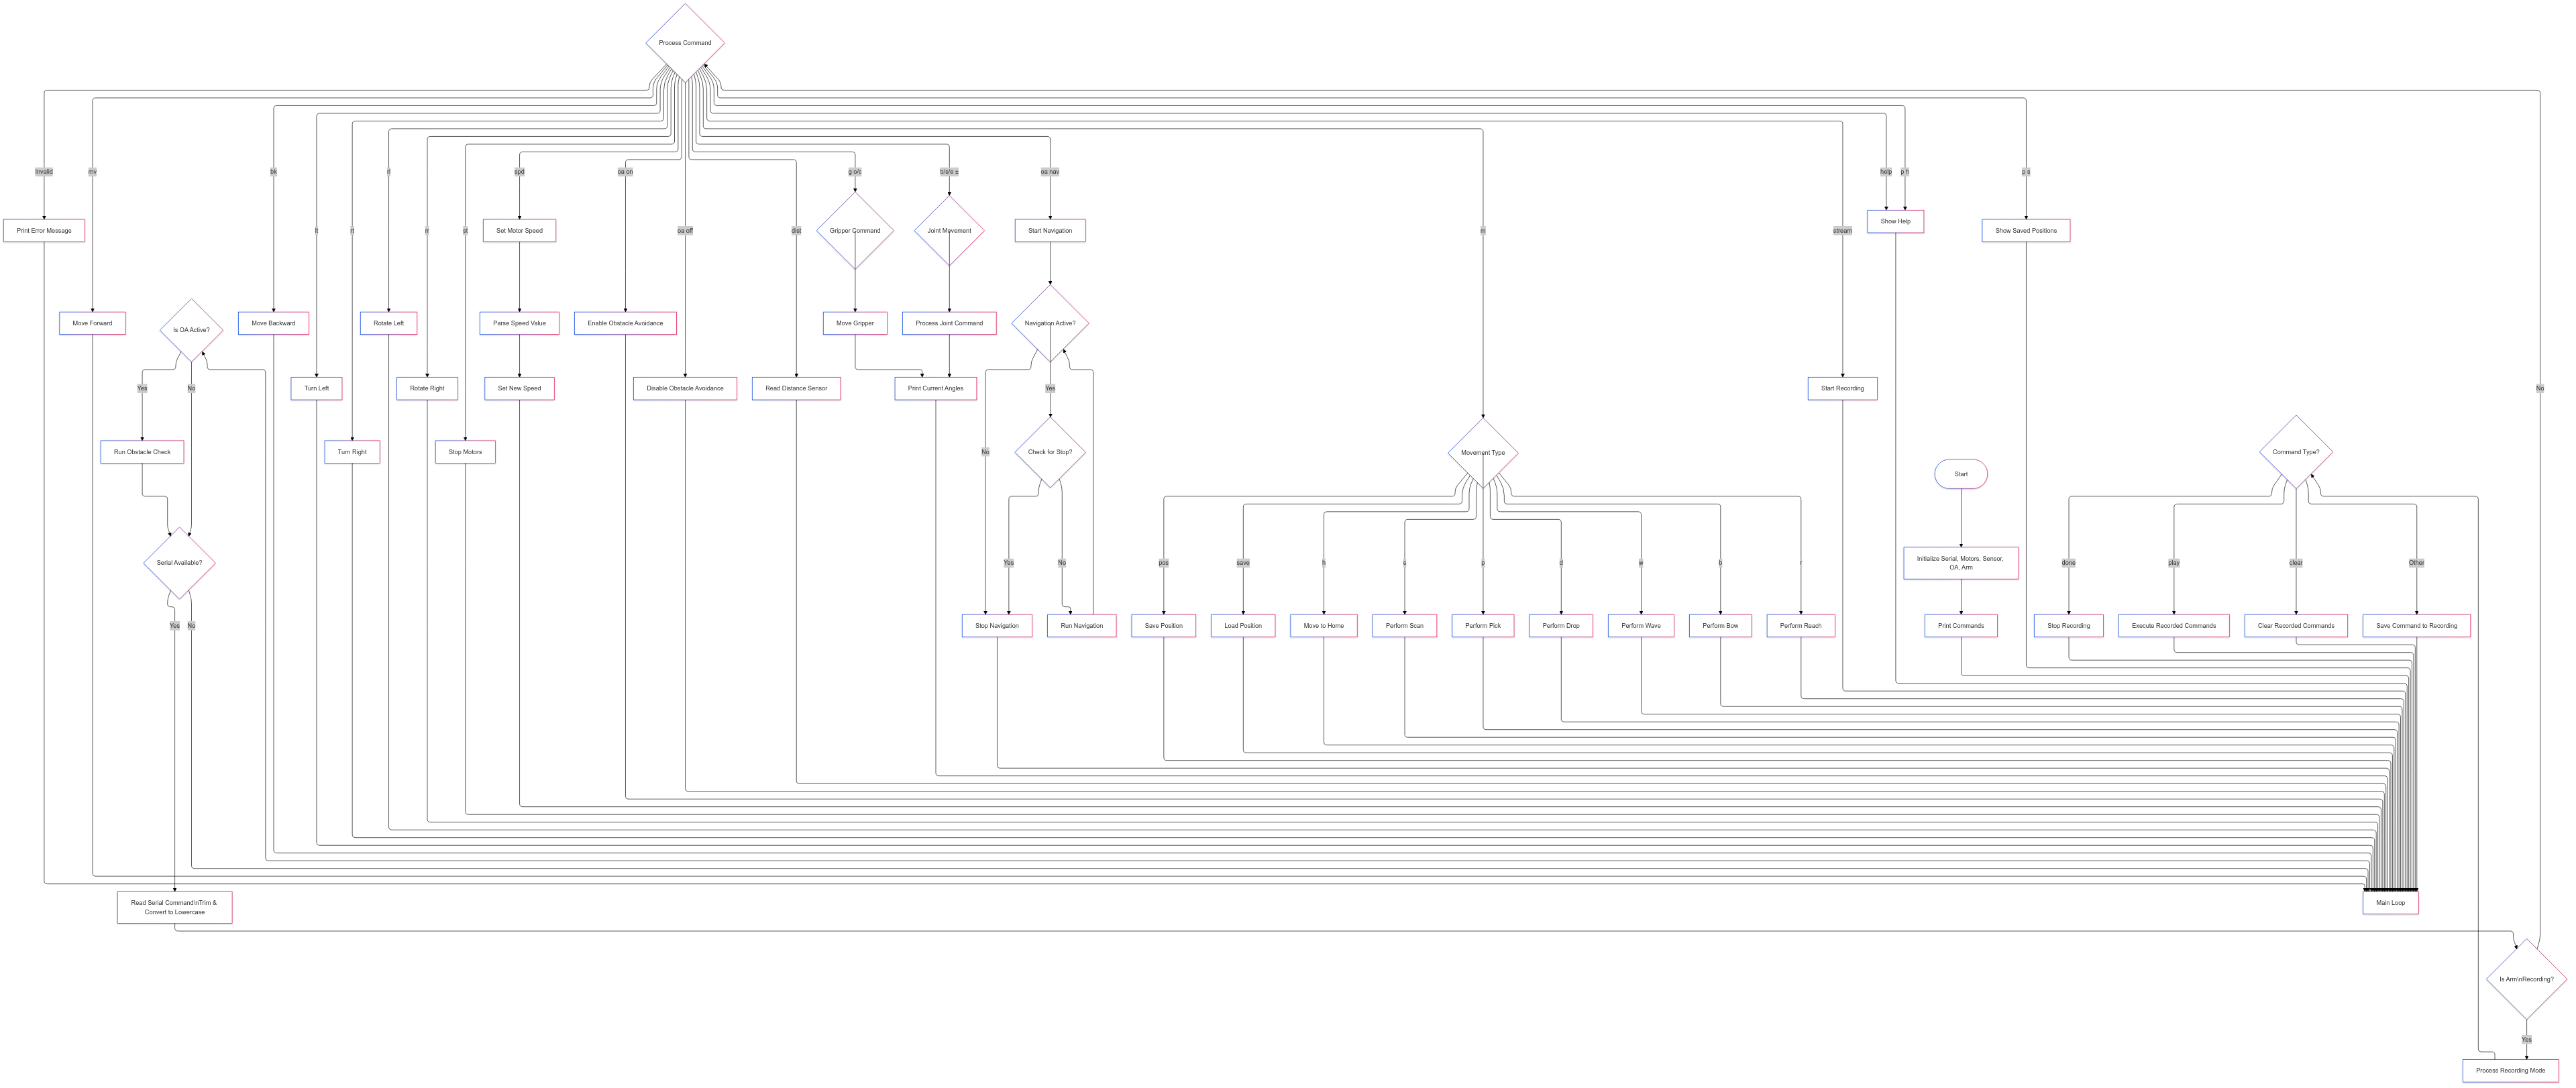 Process Command
Invalid
mv
bk
rl
spd
oa on
g o/c
b/s/e ±
oa nav
help
p h
p s
Print Error Message
lt
rt
rr
st
Set Motor Speed
oa off
dist
Gripper Command
Joint Movement
Start Navigation
m
stream
Show Help
Show Saved Positions
Move Forward
Is OA Active?
Move Backward
Rotate Left
Parse Speed Value
Enable Obstacle Avoidance
Move Gripper
Process Joint Command
Navigation Active?
Yes
No
Turn Left
Rotate Right
Set New Speed
Disable Obstacle Avoidance
Read Distance Sensor
Print Current Angles
Yes
Start Recording
No
Run Obstacle Check
Turn Right
Stop Motors
No
Check for Stop?
Movement Type
Start
Command Type?
Serial Available?
Yes
No
pos
save
h
s
p
d
w
b
r
Initialize Serial, Motors, Sensor,
OA, Arm
done
play
clear
Other
Yes
No
Stop Navigation
Run Navigation
Save Position
Load Position
Move to Home
Perform Scan
Perform Pick
Perform Drop
Perform Wave
Perform Bow
Perform Reach
Print Commands
Stop Recording
Execute Recorded Commands
Clear Recorded Commands
Save Command to Recording
Read Serial Command\nTrim &
Convert to Lowercase
Main Loop
Is Arm\nRecording?
Yes
Process Recording Mode